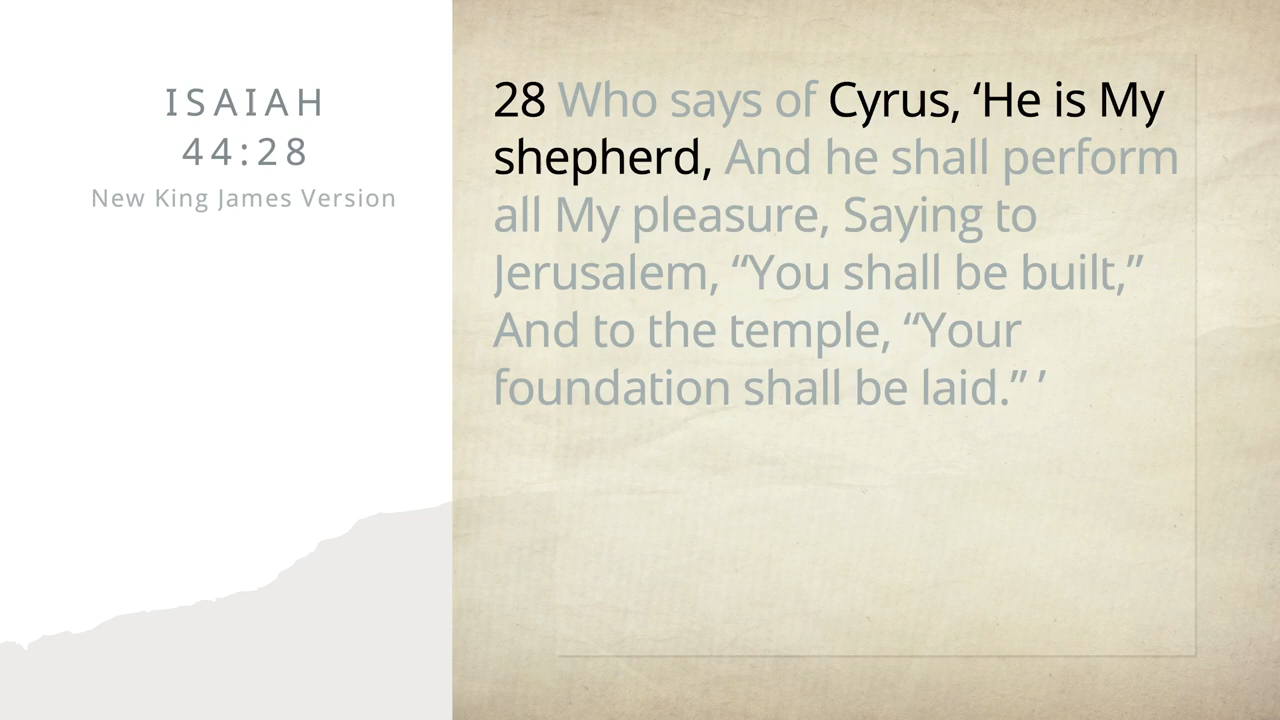 ISAIAH
44:28
New King James Version
28 Who says of Cyrus, ‘He is My
shepherd, And he shall perform
all My pleasure, Saying to
Jerusalem, “You shall be built,”
And to the temple, “Your
foundation shall be laid.” ’